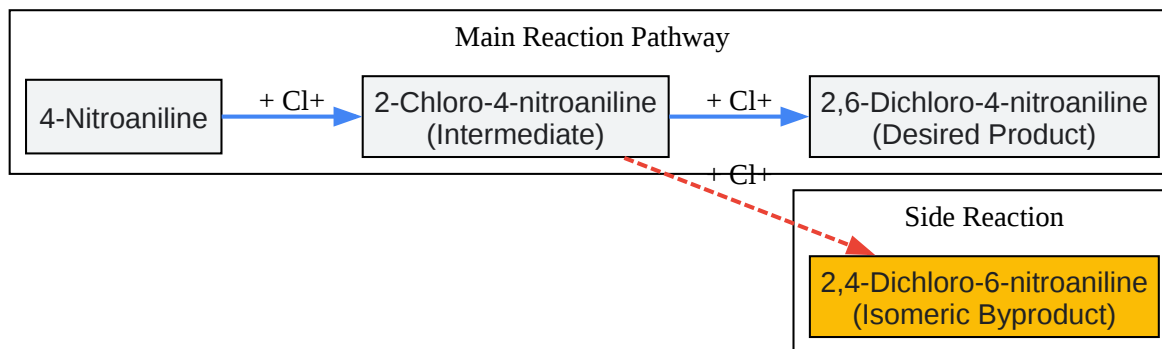 Main Reaction Pathway
4-Nitroaniline
+ Cl+
2-Chloro-4-nitroaniline
(Intermediate)
+ Cl+
2,6-Dichloro-4-nitroaniline
(Desired Product)
+ Cl+
Side Reaction
2,4-Dichloro-6-nitroaniline
(Isomeric Byproduct)